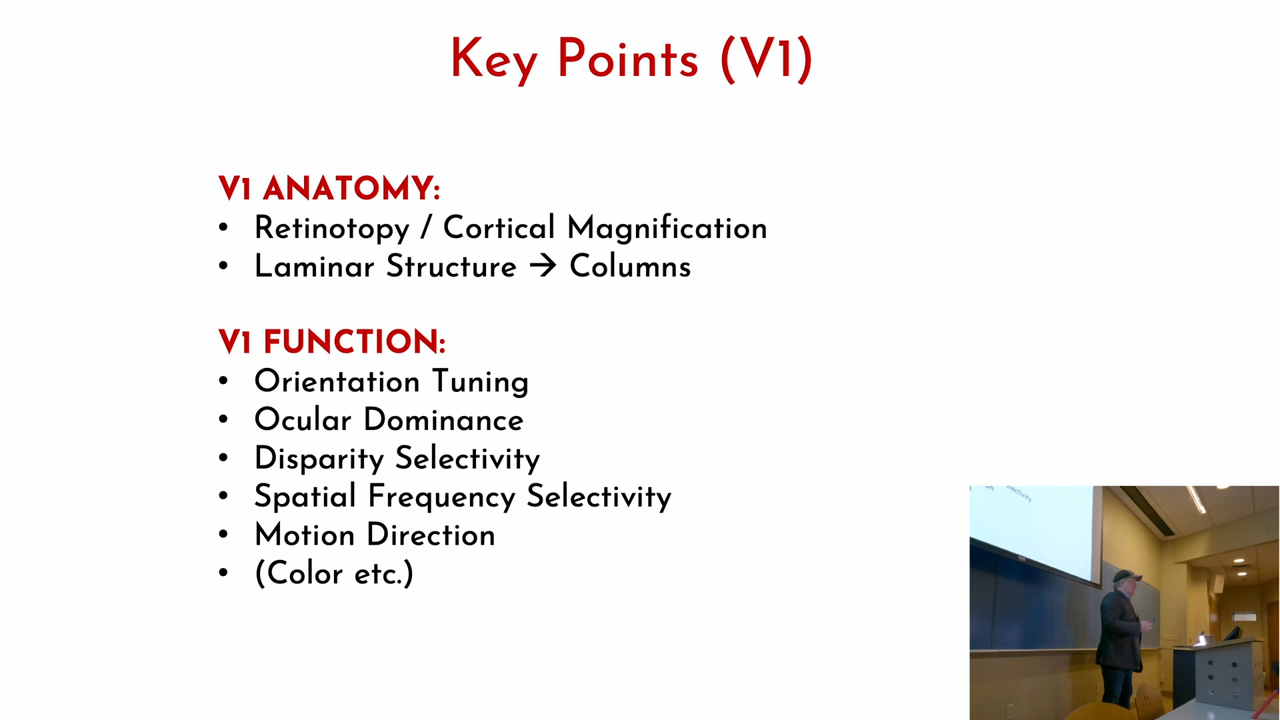 Key Points (V1)
V1 ANATOMY:
• Retinotopy / Cortical Magnification
• Laminar Structure → Columns
V1 FUNCTION:
• Orientation Tuning
• Ocular Dominance
• Disparity Selectivity
• Spatial Frequency Selectivity
• Motion Direction
• (Color etc.)